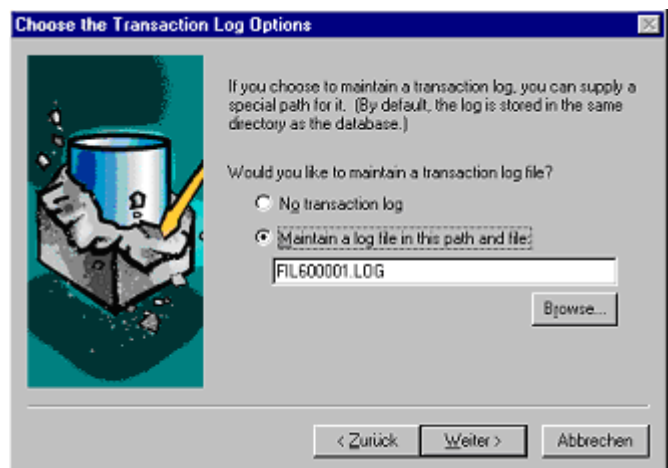 Choose the Transaction Log Options
If you choose to maintain a transaction log, you can supply a
special path for it. (By default, the log is stored in the same
directory as the database.)
Would you like to maintain a transaction log file?
No transaction log
Maintain a log file in this path and file:
FIL600001.LOG
Browse...
< Zurück
Weiter >
Abbrechen